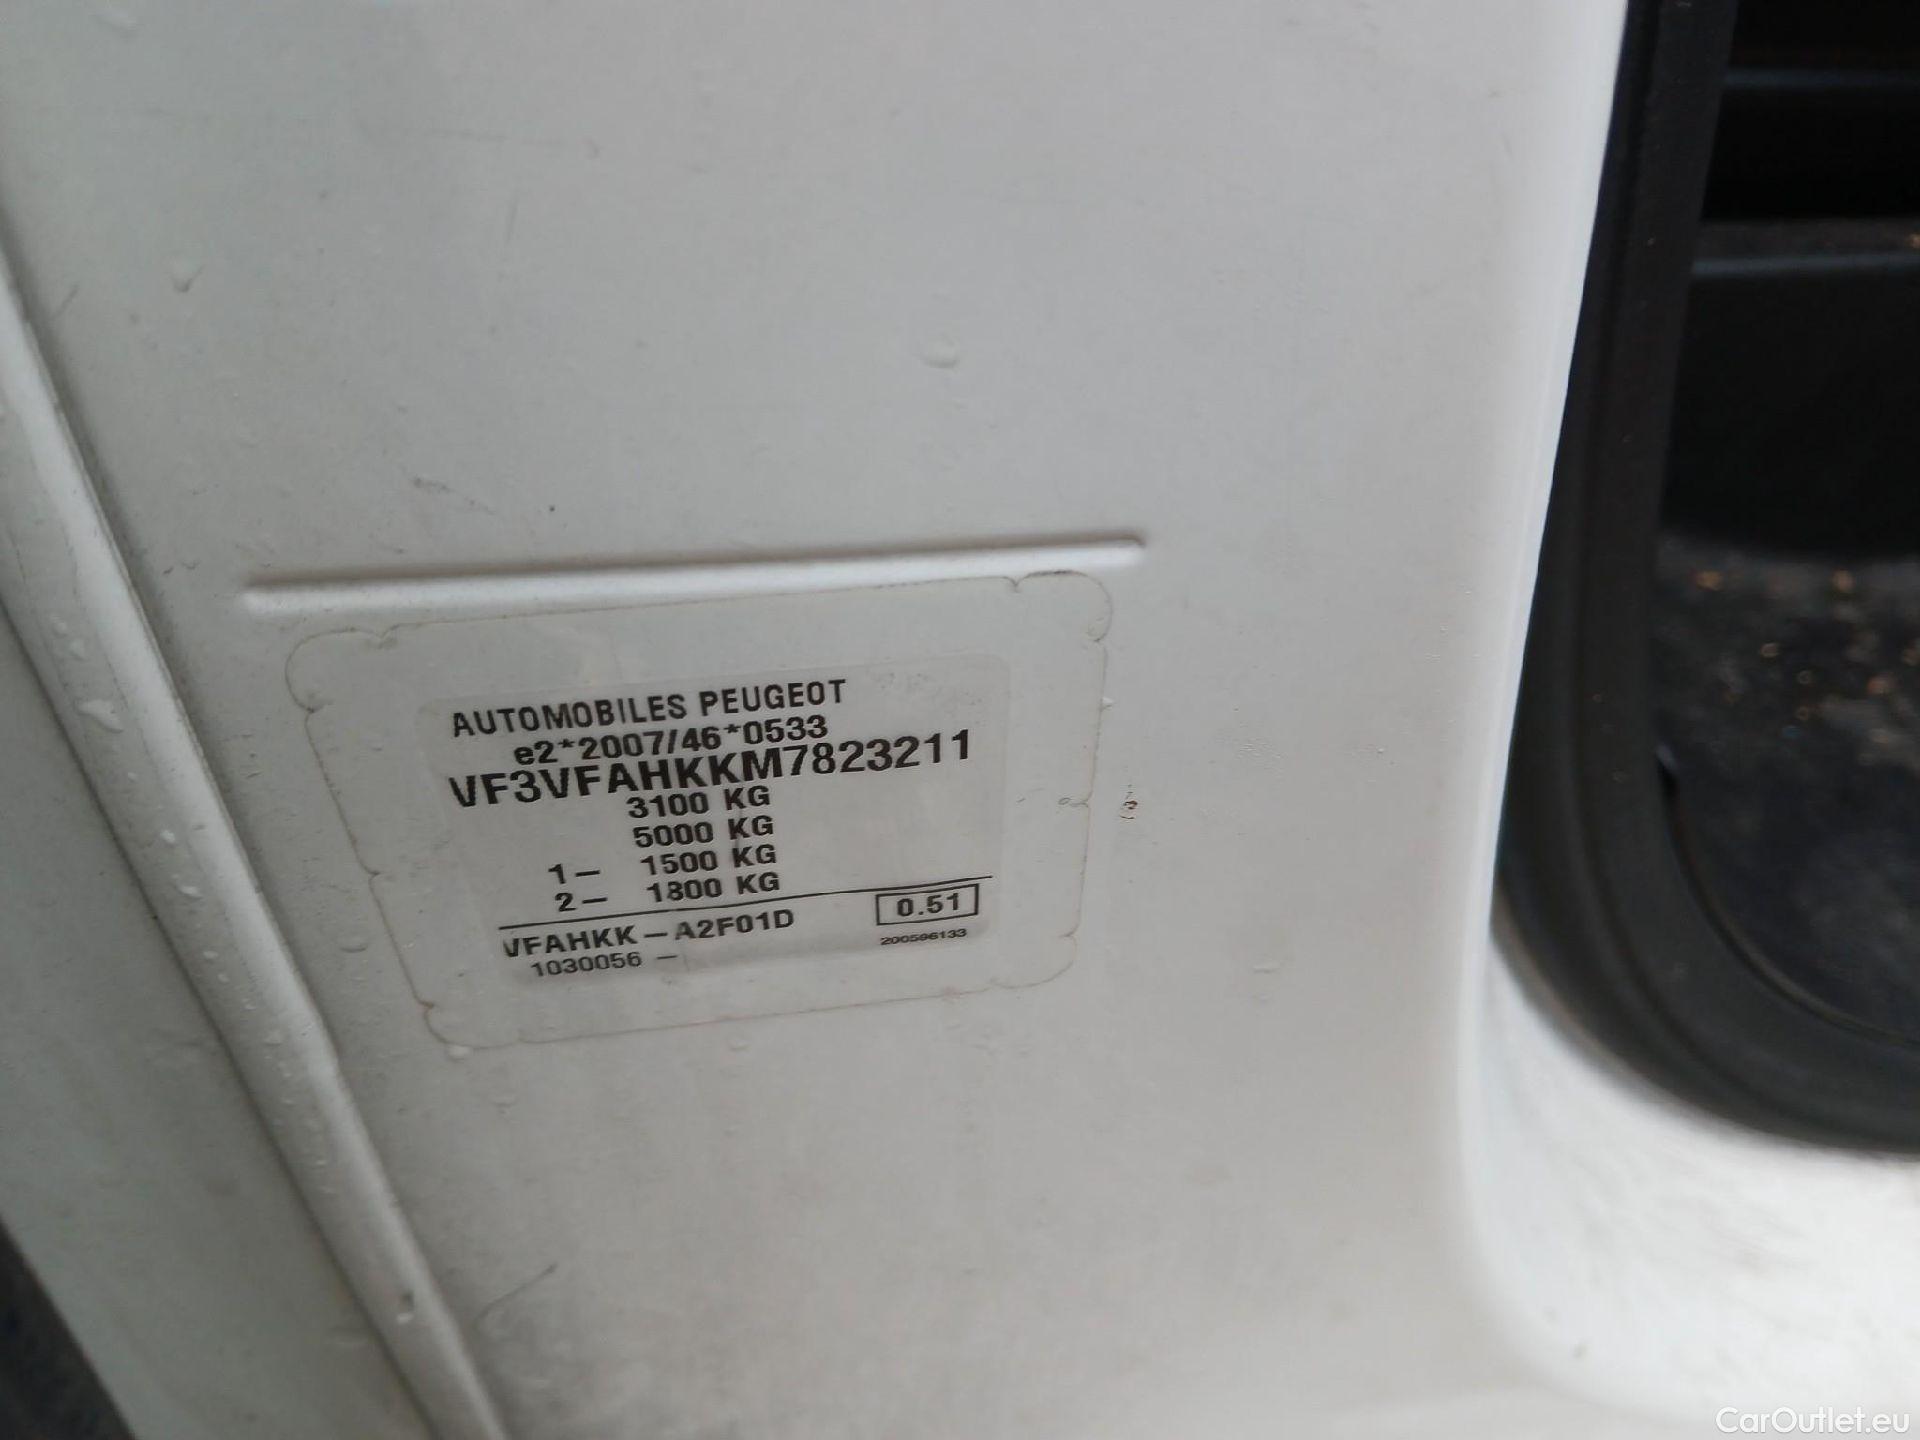 AUTOMOBILES PEUGEOT
e2*2007/46*0533
VF3VFAHKKM7823211
3100 KG
5000 KG
1– 1500 KG
2– 1800 KG
VFAHKK – A2F01D 0.51
1030056 – 200596133
CarOutlet.eu